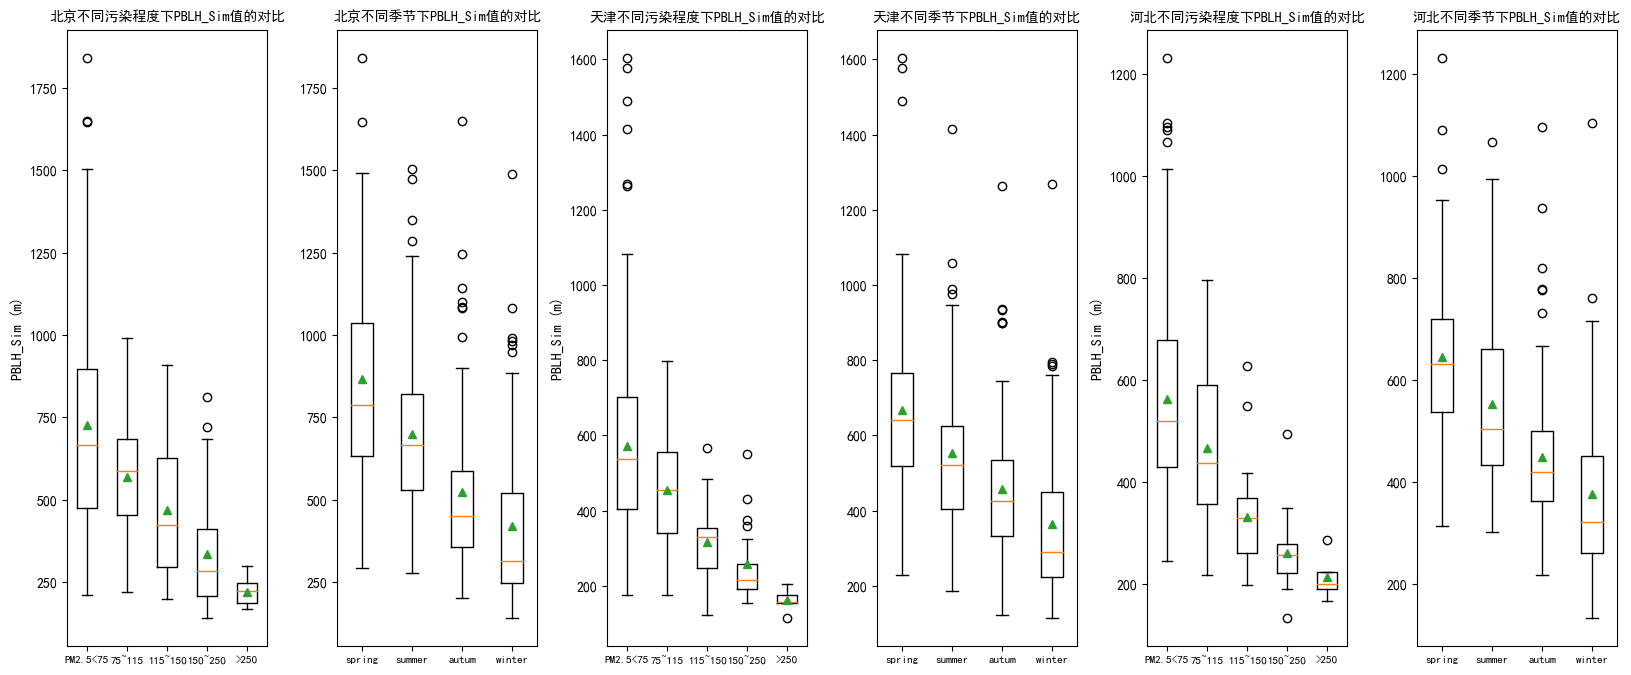 北京不同污染程度下PBLH_Sim值的对比
PBLH_Sim (m)
1750
1500
1250
1000
750
500
250
PM2.5<75 75~115 115~150 150~250 >250
北京不同季节下PBLH_Sim值的对比
1750
1500
1250
1000
750
500
250
spring summer autum winter
天津不同污染程度下PBLH_Sim值的对比
PBLH_Sim (m)
1600
1400
1200
1000
800
600
400
200
PM2.5<75 75~115 115~150 150~250 >250
天津不同季节下PBLH_Sim值的对比
1600
1400
1200
1000
800
600
400
200
spring summer autum winter
河北不同污染程度下PBLH_Sim值的对比
PBLH_Sim (m)
1200
1000
800
600
400
200
PM2.5<75 75~115 115~150 150~250 >250
河北不同季节下PBLH_Sim值的对比
1200
1000
800
600
400
200
spring summer autum winter